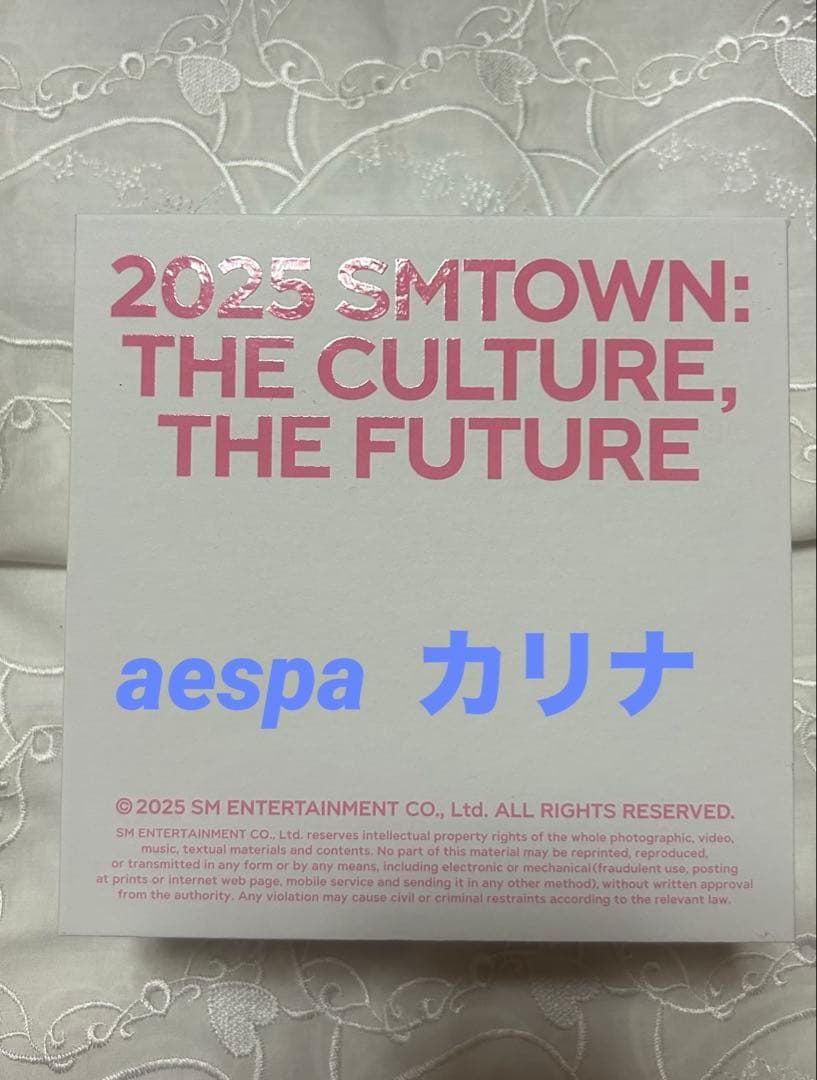 2025 SMTOWN:
THE CULTURE,
THE FUTURE
aespa カリナ
©2025 SM ENTERTAINMENT CO., Ltd. ALL RIGHTS RESERVED.
SM ENTERTAINMENT CO., Ltd. reserves intellectual property rights of the whole photographic, video,
music, textual materials and contents. No part of this material may be reprinted, reproduced,
or transmitted in any form or by any means, including electronic or mechanical(fraudulent use, posting
at prints or internet web page, mobile service and sending it in any other method), without written approval
from the authority. Any violation may cause civil or criminal restraints according to the relevant law.